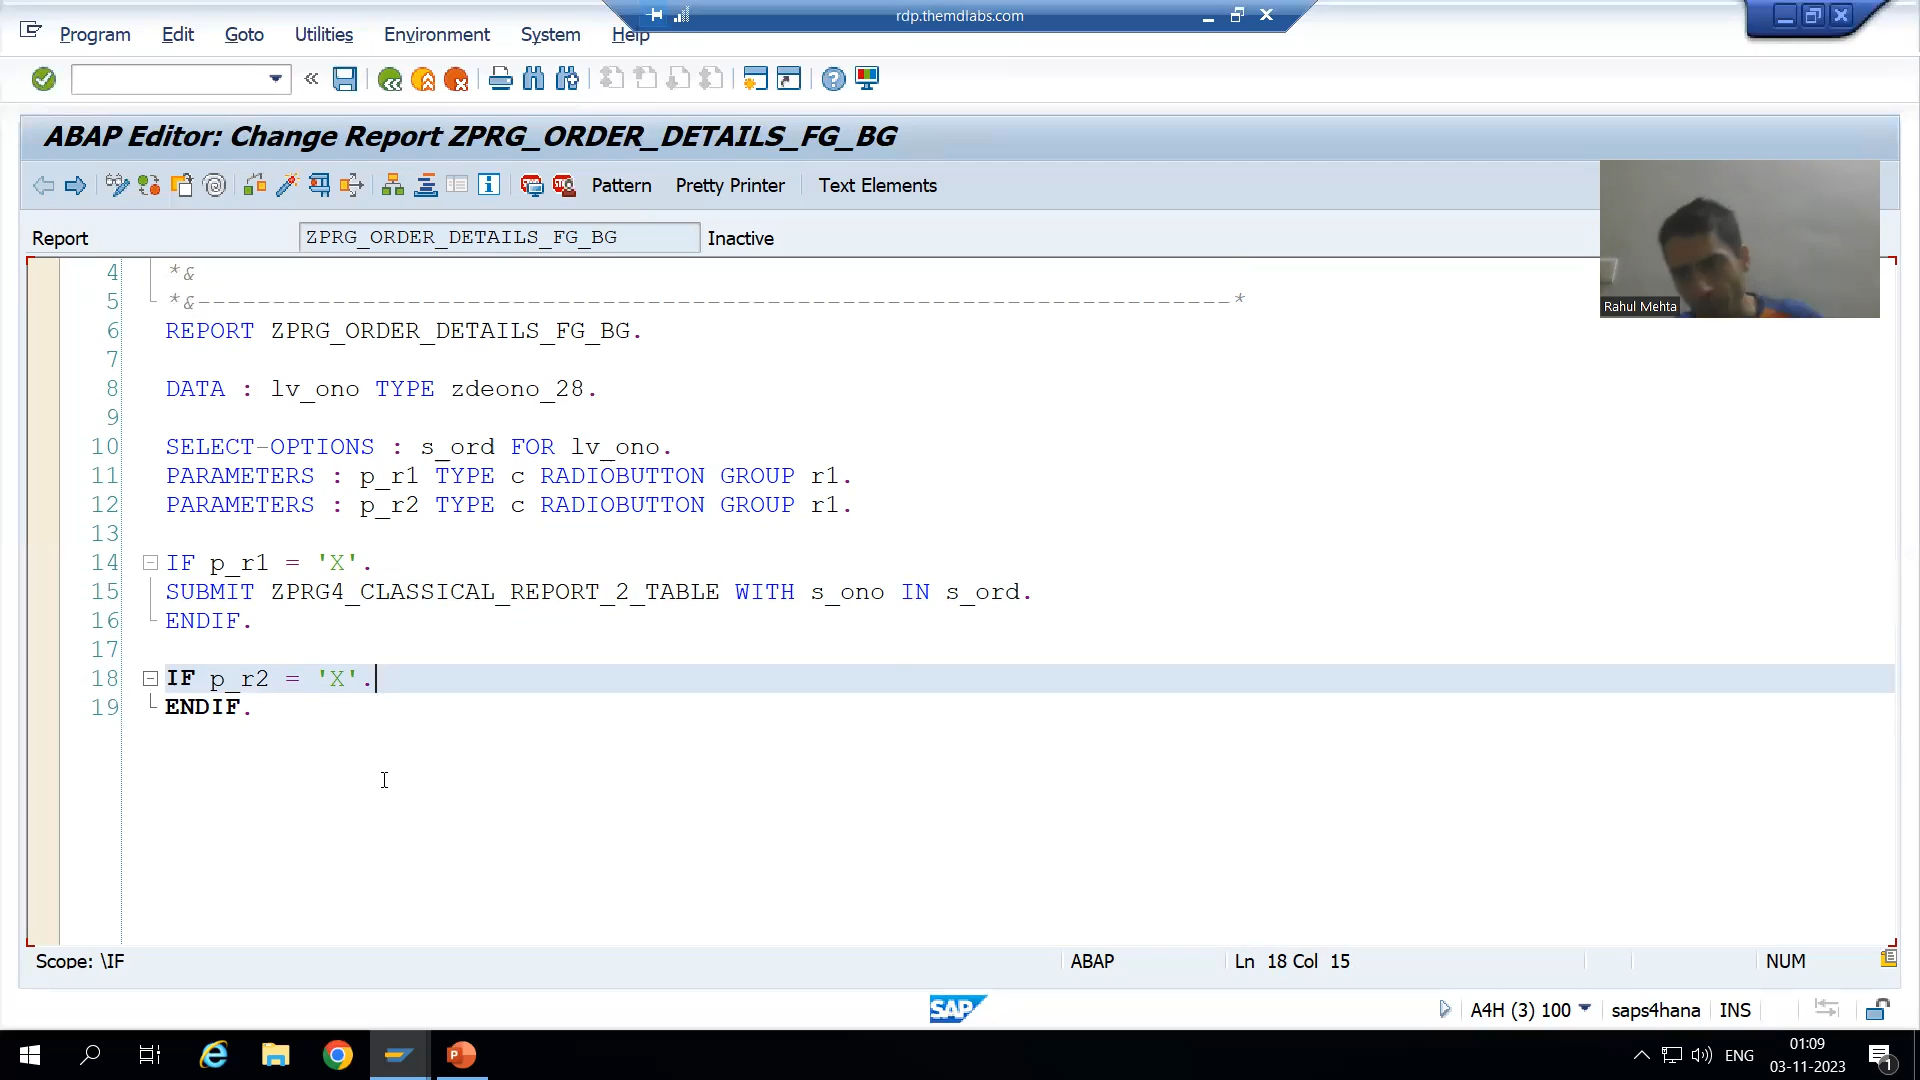 rdp.themdlabs.com
Program Edit Goto Utilities Environment System Help
ABAP Editor: Change Report ZPRG_ORDER_DETAILS_FG_BG
Pattern Pretty Printer Text Elements
Report ZPRG_ORDER_DETAILS_FG_BG Inactive
Rahul Mehta
4 *&
5 *&---------------------------------------------------------------------*
6 REPORT ZPRG_ORDER_DETAILS_FG_BG.
7
8 DATA : lv_ono TYPE zdeono_28.
9
10 SELECT-OPTIONS : s_ord FOR lv_ono.
11 PARAMETERS : p_r1 TYPE c RADIOBUTTON GROUP r1.
12 PARAMETERS : p_r2 TYPE c RADIOBUTTON GROUP r1.
13
14 IF p_r1 = 'X'.
15 SUBMIT ZPRG4_CLASSICAL_REPORT_2_TABLE WITH s_ono IN s_ord.
16 ENDIF.
17
18 IF p_r2 = 'X'.
19 ENDIF.
Scope: \IF ABAP Ln 18 Col 15 NUM
SAP A4H (3) 100 saps4hana INS
ENG 01:09
03-11-2023 1